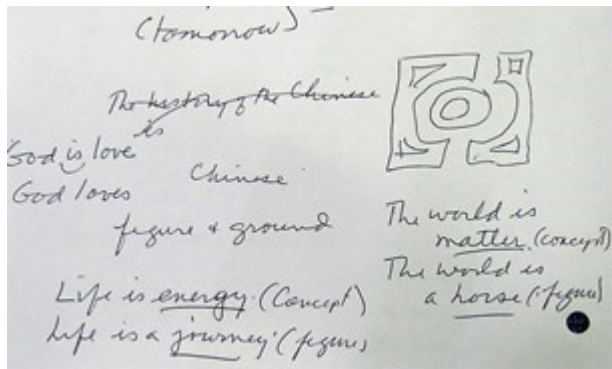 (tomorrow)
The history of the Chinese
is
God is love
God loves
Chinese
figure & ground
Life is energy. (Concept)
Life is a journey. (figure)
The world is
matter. (concept)
The world is
a horse (figure)